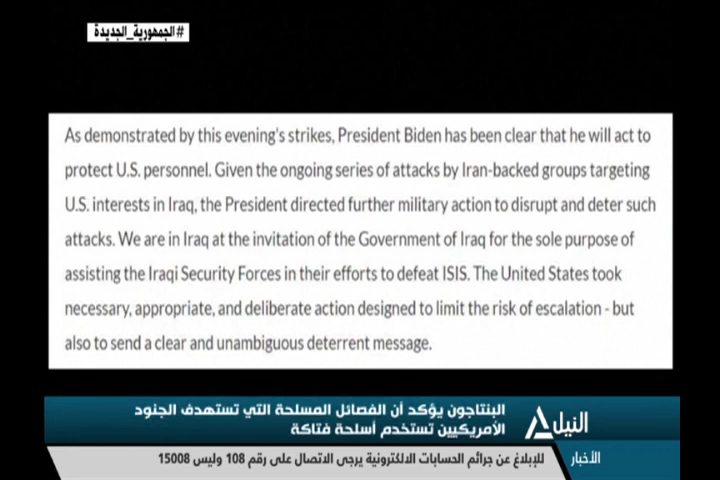 #الجمهورية_الجديدة
As demonstrated by this evening's strikes, President Biden has been clear that he will act to
protect U.S. personnel. Given the ongoing series of attacks by Iran-backed groups targeting
U.S. interests in Iraq, the President directed further military action to disrupt and deter such
attacks. We are in Iraq at the invitation of the Government of Iraq for the sole purpose of
assisting the Iraqi Security Forces in their efforts to defeat ISIS. The United States took
necessary, appropriate, and deliberate action designed to limit the risk of escalation - but
also to send a clear and unambiguous deterrent message.
البنتاجون يؤكد أن الفصائل المسلحة التي تستهدف الجنود
الأمريكيين تستخدم أسلحة فتاكة
النيل
الأخبار
للإبلاغ عن جرائم الحسابات الالكترونية يرجى الاتصال على رقم 108 وليس 15008